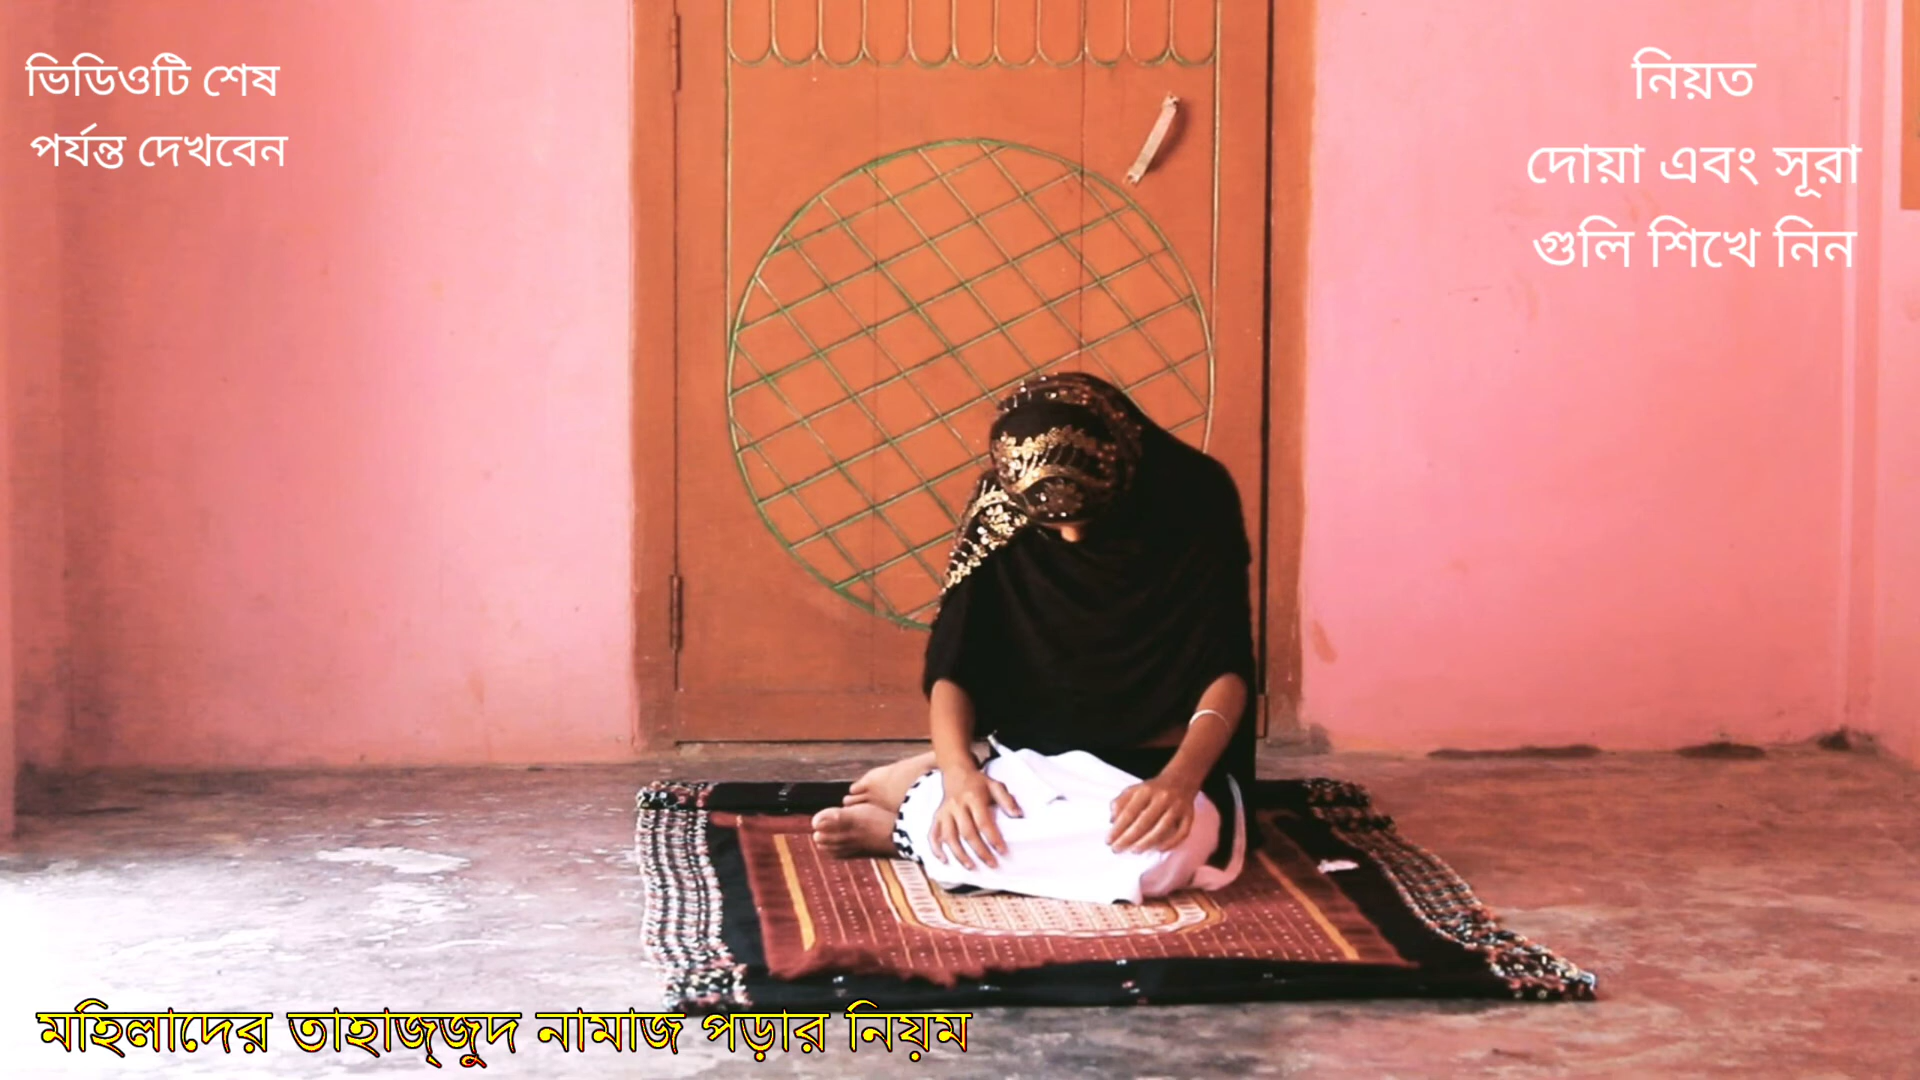 ভিডিওটি শেষ
পর্যন্ত দেখবেন
নিয়ত
দোয়া এবং সূরা
গুলি শিখে নিন
মহিলাদের তাহাজ্জুদ নামাজ পড়ার নিয়ম